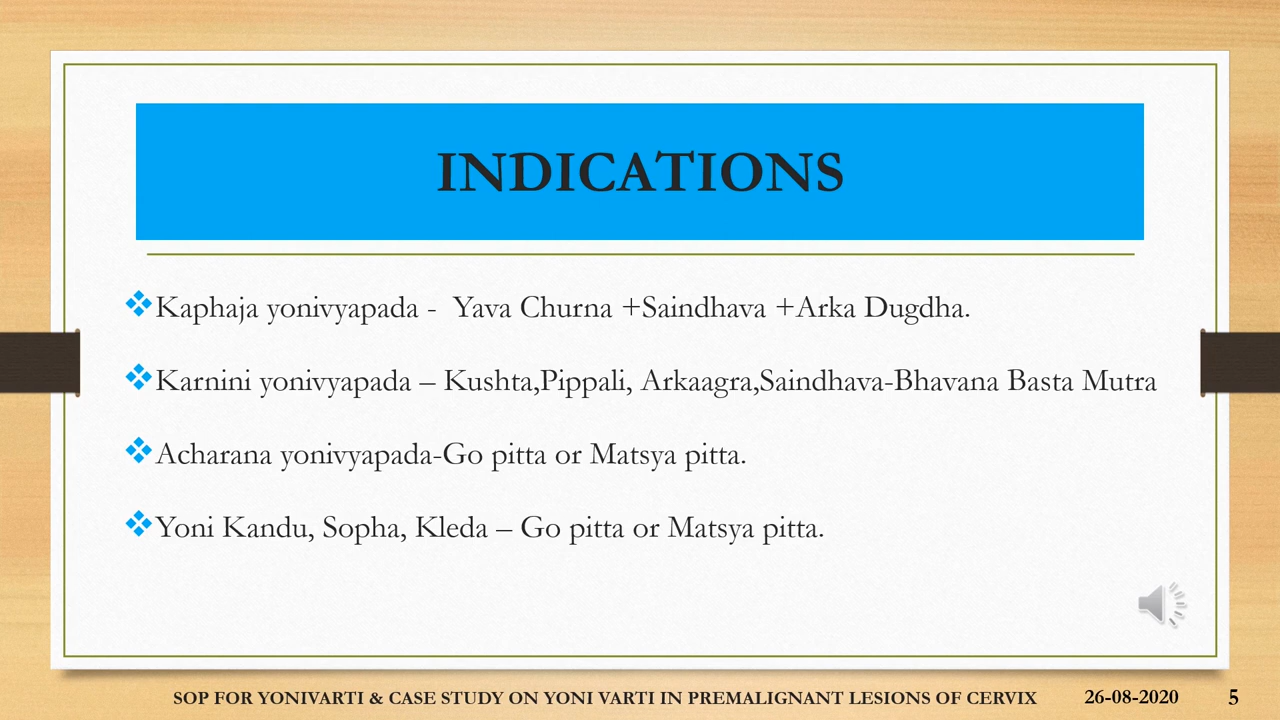 INDICATIONS
❖Kaphaja yonivyapada -  Yava Churna +Saindhava +Arka Dugdha.
❖Karnini yonivyapada – Kushta,Pippali, Arkaagra,Saindhava-Bhavana Basta Mutra
❖Acharana yonivyapada-Go pitta or Matsya pitta.
❖Yoni Kandu, Sopha, Kleda – Go pitta or Matsya pitta.
SOP FOR YONIVARTI & CASE STUDY ON YONI VARTI IN PREMALIGNANT LESIONS OF CERVIX 26-08-2020 5